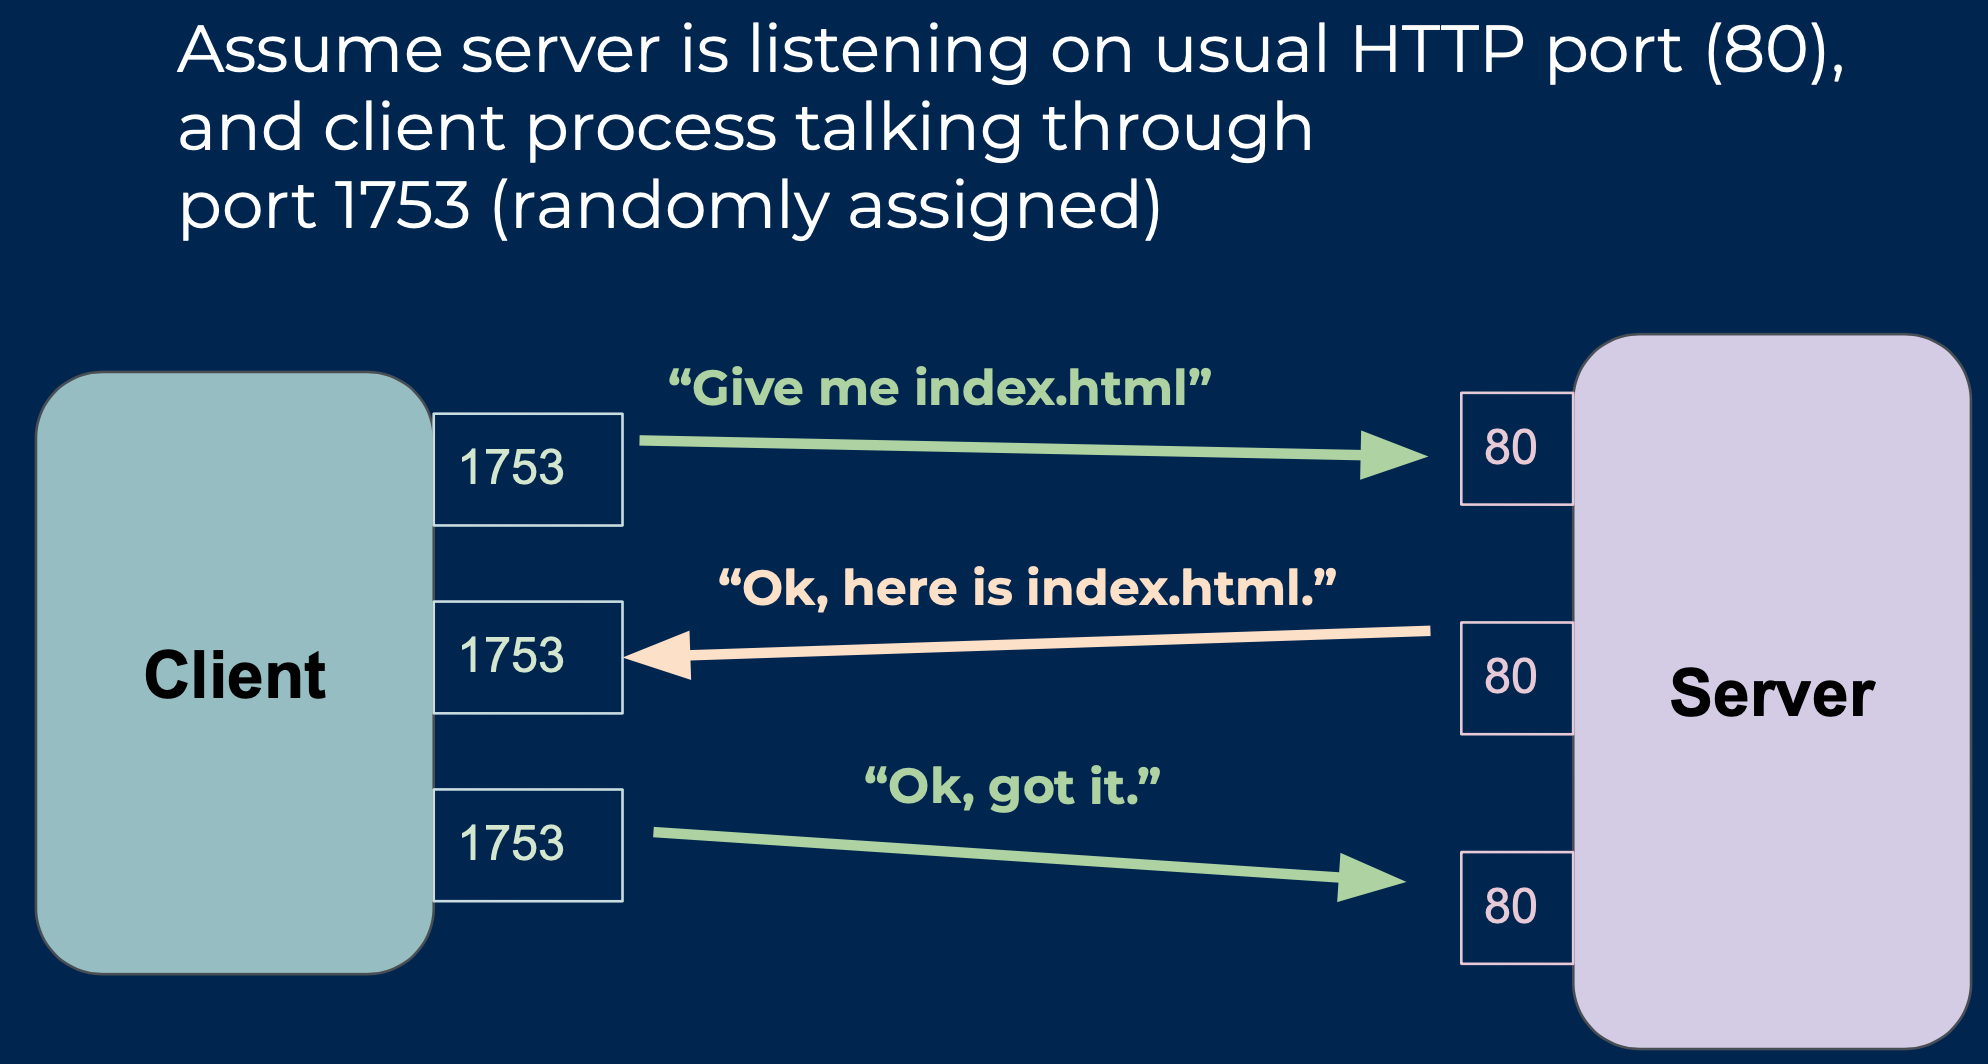 Assume server is listening on usual HTTP port (80),
and client process talking through
port 1753 (randomly assigned)
“Give me index.html”
1753
80
“Ok, here is index.html.”
1753
80
Client
Server
“Ok, got it.”
1753
80